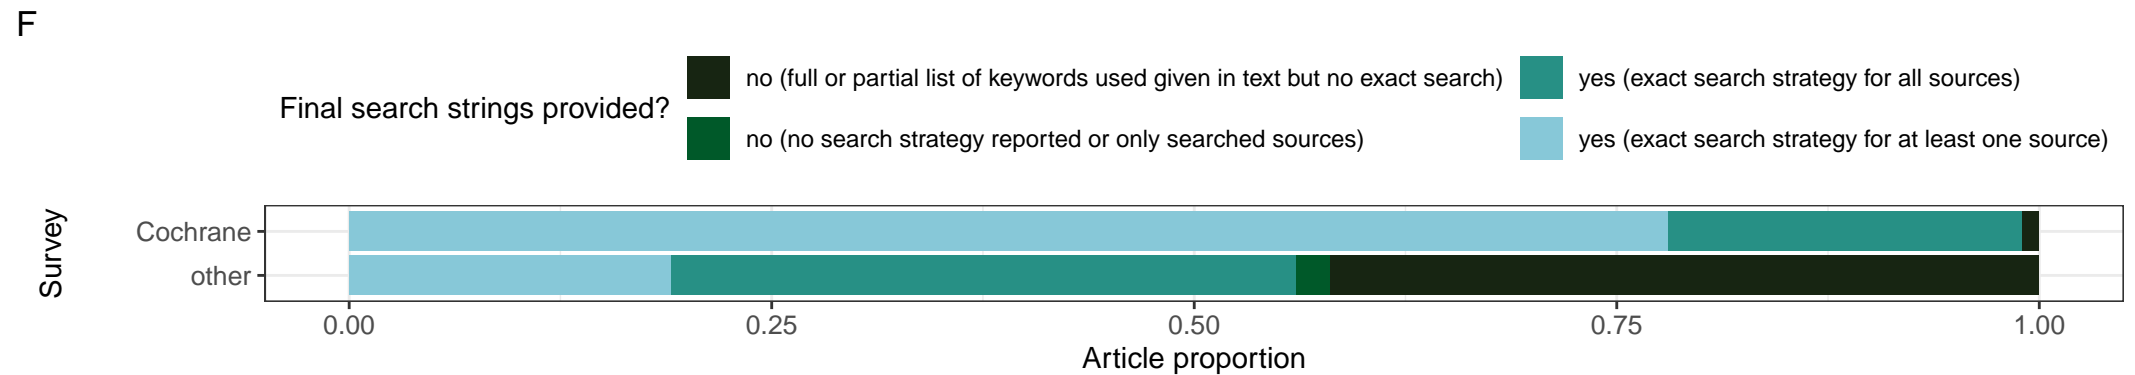 F
Final search strings provided?
no (full or partial list of keywords used given in text but no exact search)
no (no search strategy reported or only searched sources)
yes (exact search strategy for all sources)
yes (exact search strategy for at least one source)
Survey
Cochrane
other
0.00
0.25
0.50
0.75
1.00
Article proportion